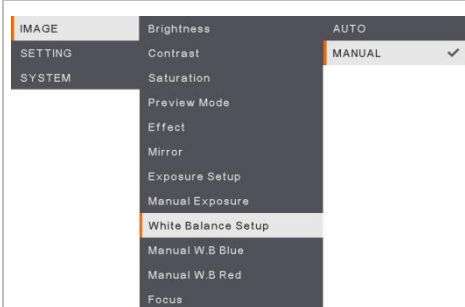 IMAGE
SETTING
SYSTEM
Brightness
Contrast
Saturation
Preview Mode
Effect
Mirror
Exposure Setup
Manual Exposure
White Balance Setup
Manual W.B Blue
Manual W.B Red
Focus
AUTO
MANUAL